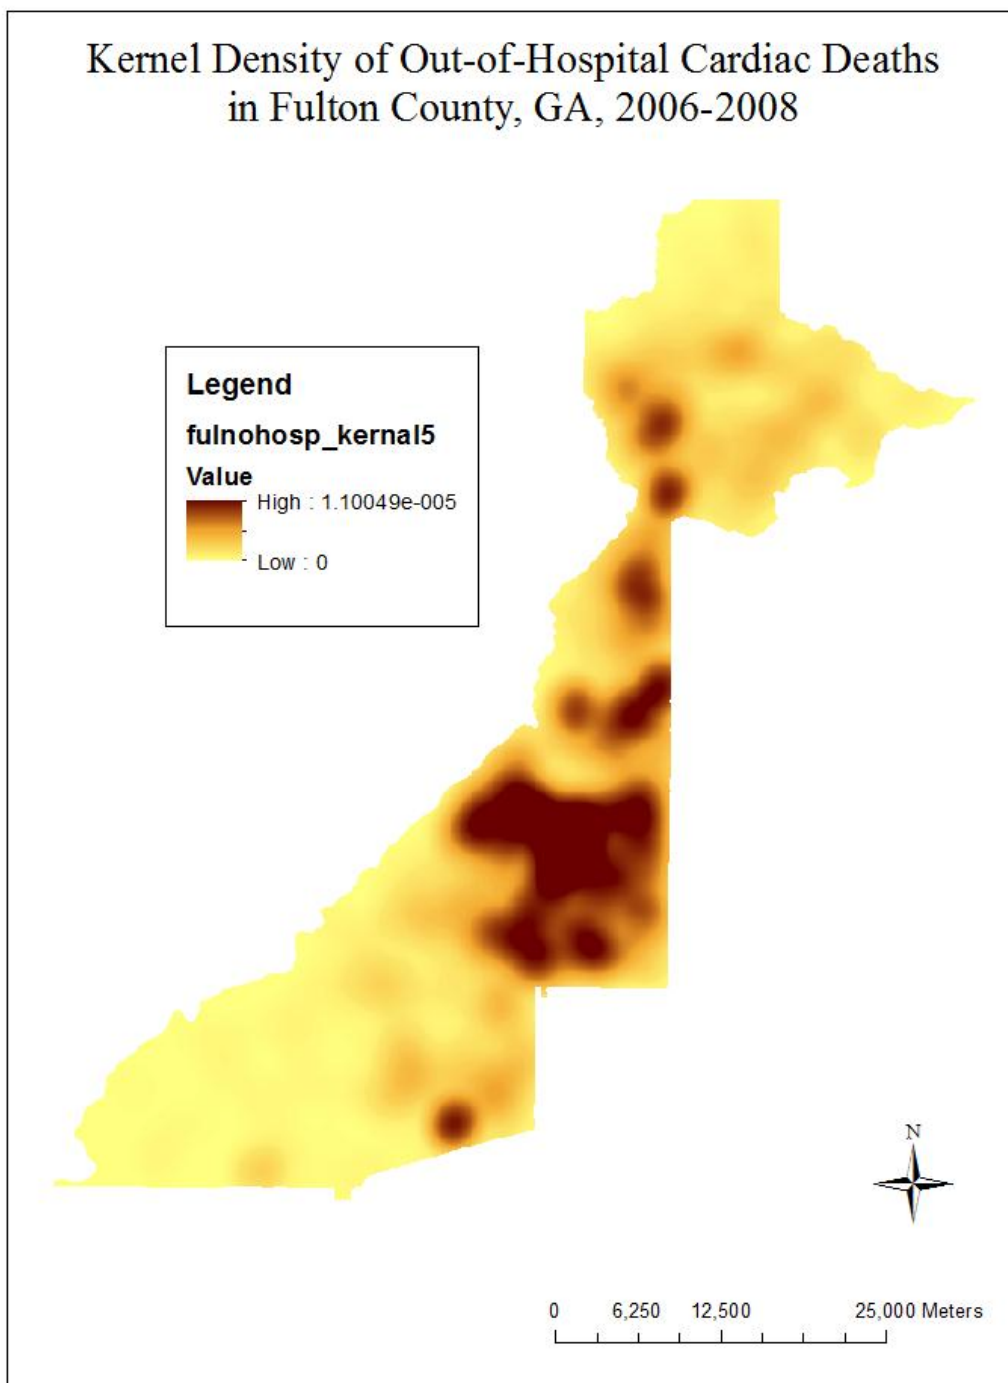 Kernel Density of Out-of-Hospital Cardiac Deaths
in Fulton County, GA, 2006-2008
Legend
fulnohosp_kernal5
Value
High : 1.10049e-005
Low : 0
N
0 6,250 12,500 25,000 Meters